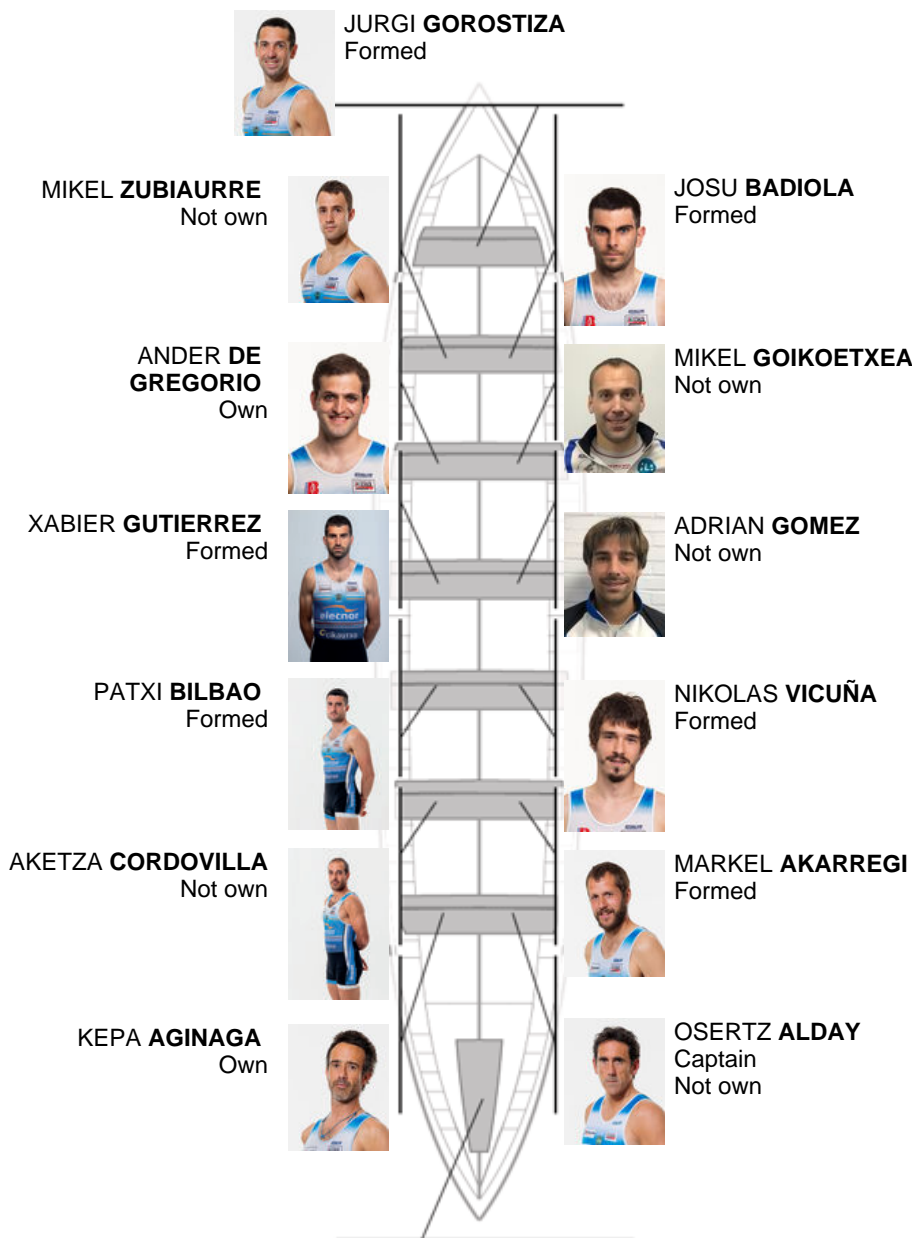 JURGI GOROSTIZA
Formed
MIKEL ZUBIAURRE
Not own
JOSU BADIOLA
Formed
ANDER DE
GREGORIO
Own
MIKEL GOIKOETXEA
Not own
XABIER GUTIERREZ
Formed
elecnor
cikautxo
ADRIAN GOMEZ
Not own
PATXI BILBAO
Formed
NIKOLAS VICUÑA
Formed
AKETZA CORDOVILLA
Not own
MARKEL AKARREGI
Formed
KEPA AGINAGA
Own
OSERTZ ALDAY
Captain
Not own